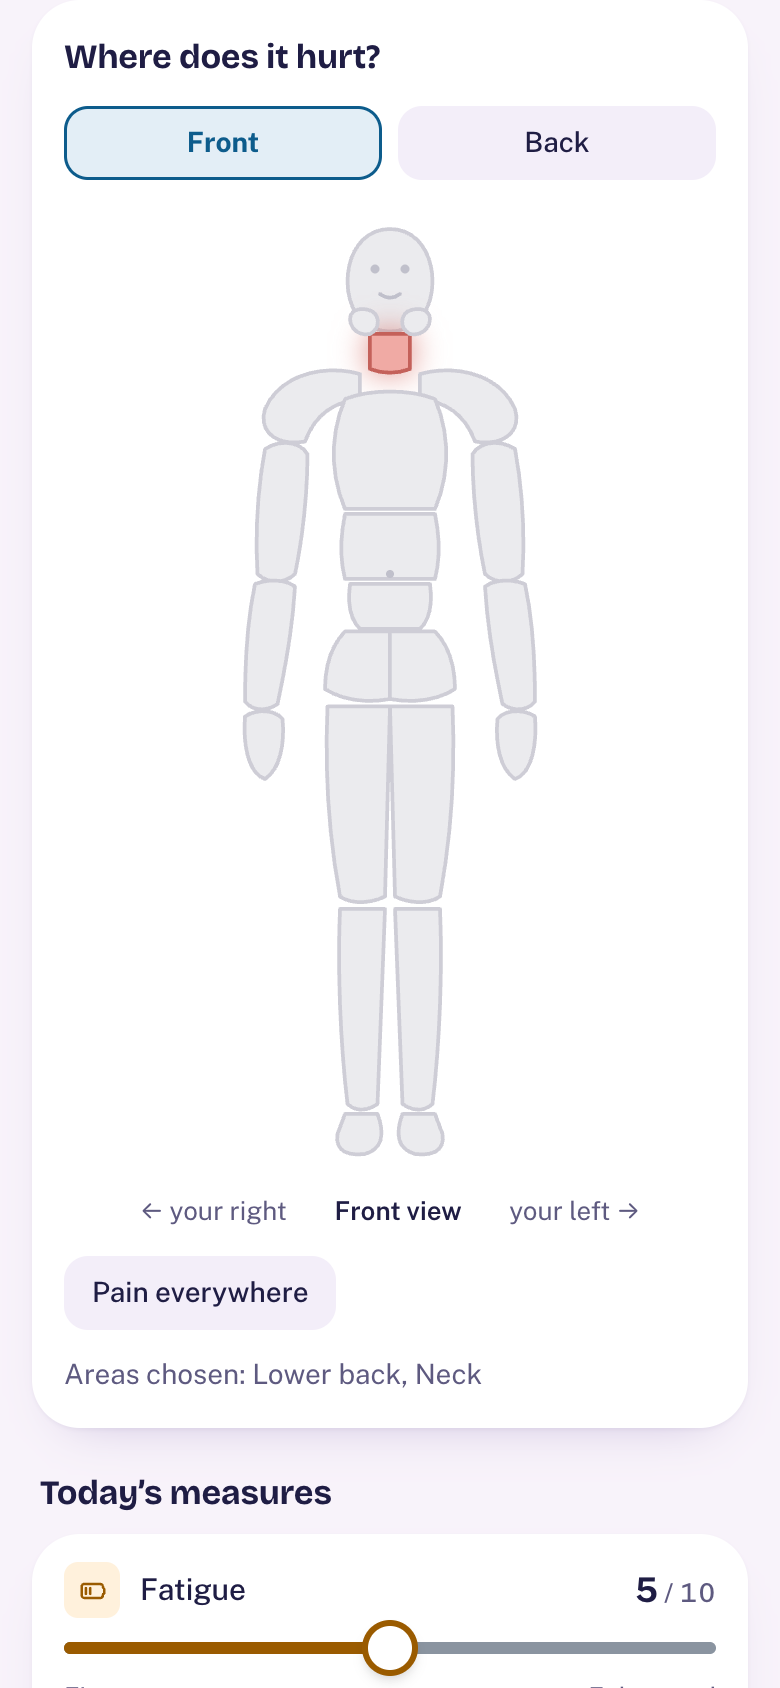 Where does it hurt?
Front
Back
← your right
Front view
your left →
Pain everywhere
Areas chosen: Lower back, Neck
Today's measures
Fatigue
5 / 10